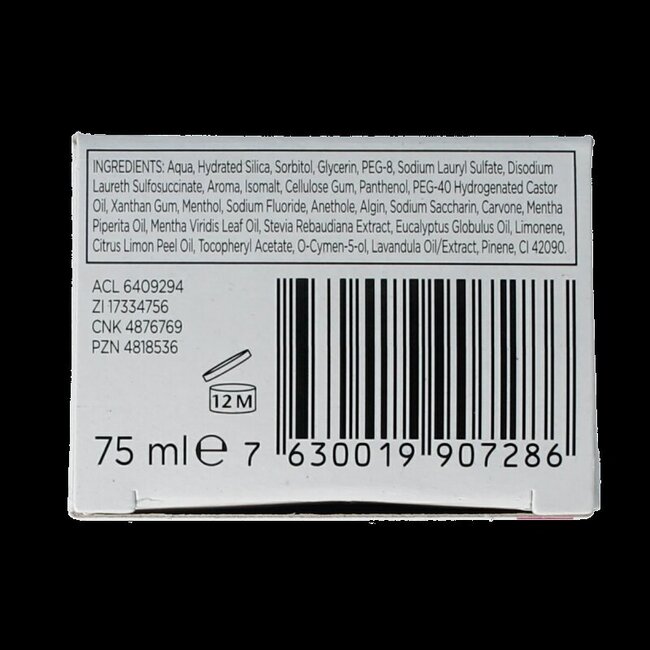 INGREDIENTS: Aqua, Hydrated Silica, Sorbitol, Glycerin, PEG-8, Sodium Lauryl Sulfate, Disodium
Laureth Sulfosuccinate, Aroma, Isomalt, Cellulose Gum, Panthenol, PEG-40 Hydrogenated Castor
Oil, Xanthan Gum, Menthol, Sodium Fluoride, Anethole, Algin, Sodium Saccharin, Carvone, Mentha
Piperita Oil, Mentha Viridis Leaf Oil, Stevia Rebaudiana Extract, Eucalyptus Globulus Oil, Limonene,
Citrus Limon Peel Oil, Tocopheryl Acetate, O-Cymen-5-ol, Lavandula Oil/Extract, Pinene, CI 42090.
ACL 6409294
ZI 17334756
CNK 4876769
PZN 4818536
12 M
75 ml ℮ 7 630019 907286